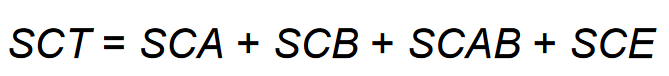 SCT = SCA + SCB + SCAB + SCE